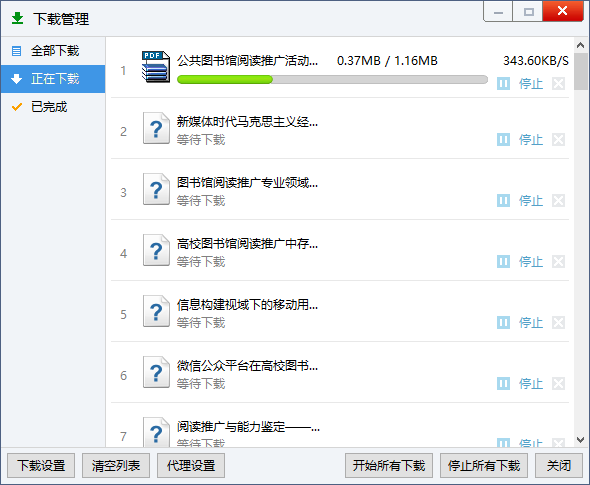 下载管理
全部下载
正在下载
已完成
1
PDF
公共图书馆阅读推广活动... 0.37MB / 1.16MB 343.60KB/S
停止
2
新媒体时代马克思主义经...
等待下载
停止
3
图书馆阅读推广专业领域...
等待下载
停止
4
高校图书馆阅读推广中存...
等待下载
停止
5
信息构建视域下的移动用...
等待下载
停止
6
微信公众平台在高校图书...
等待下载
停止
7
阅读推广与能力鉴定——...
停止
下载设置 清空列表 代理设置 开始所有下载 停止所有下载 关闭